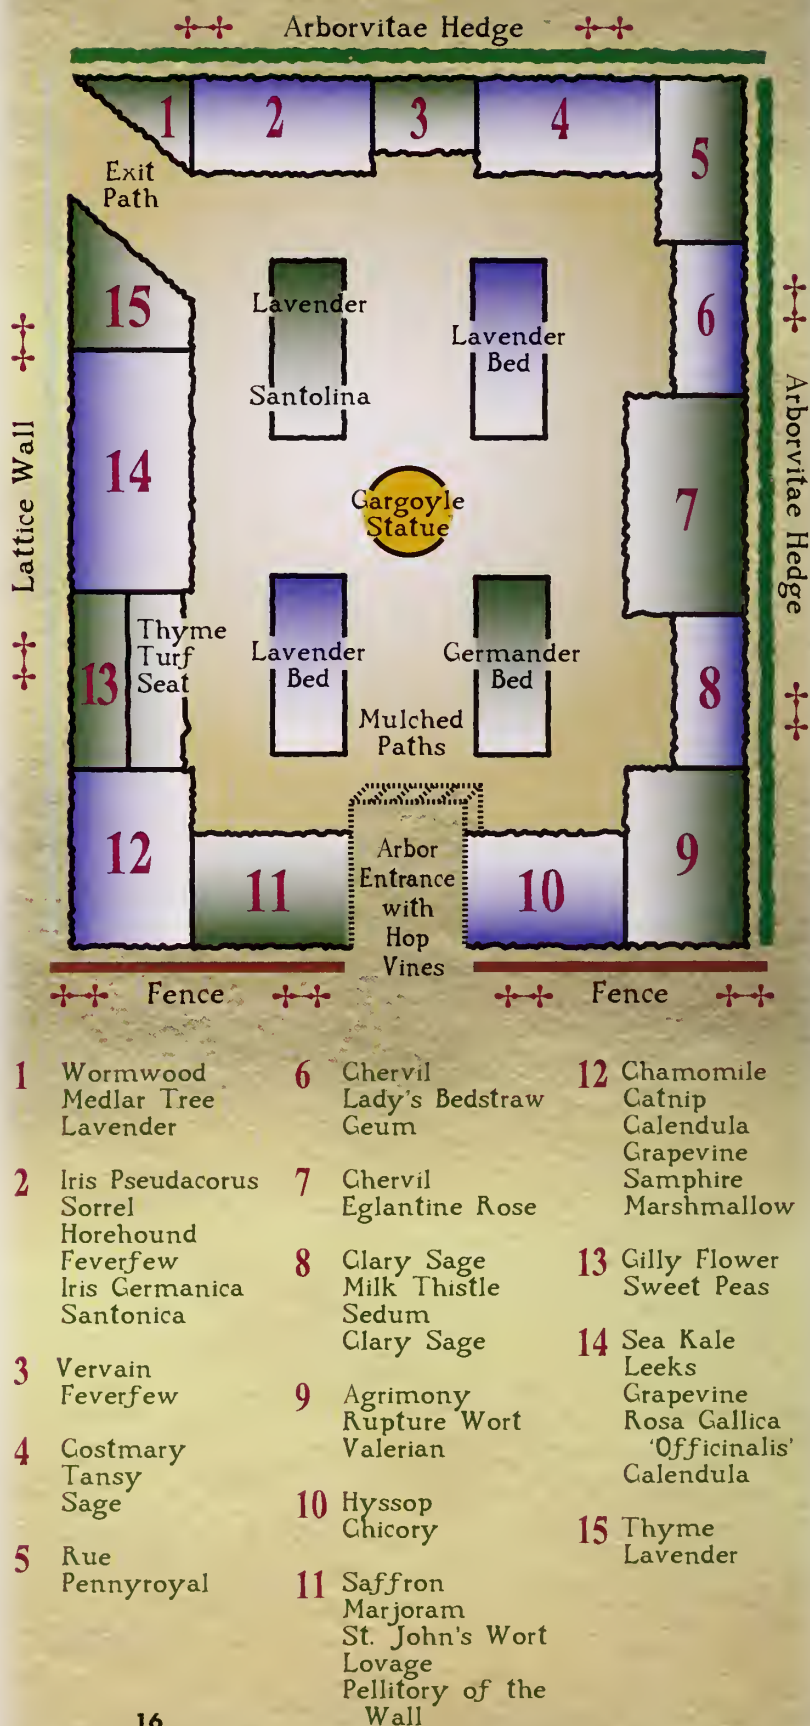 Arborvitae Hedge
1
2
3
4
5
Exit
Path
15
Lavender
Santolina
Lavender
Bed
6
Lattice Wall
14
Gargoyle
Statue
7
Arborvitae Hedge
13
Thyme
Turf
Seat
Lavender
Bed
Germander
Bed
8
Mulched
Paths
12
11
Arbor
Entrance
with
Hop
Vines
10
9
Fence
Fence
1 Wormwood
Medlar Tree
Lavender
2 Iris Pseudacorus
Sorrel
Horehound
Feverfew
Iris Germanica
Santonica
3 Vervain
Feverfew
4 Costmary
Tansy
Sage
5 Rue
Pennyroyal
6 Chervil
Lady's Bedstraw
Geum
7 Chervil
Eglantine Rose
8 Clary Sage
Milk Thistle
Sedum
Clary Sage
9 Agrimony
Rupture Wort
Valerian
10 Hyssop
Chicory
11 Saffron
Marjoram
St. John's Wort
Lovage
Pellitory of the
Wall
12 Chamomile
Catnip
Calendula
Grapevine
Samphire
Marshmallow
13 Gilly Flower
Sweet Peas
14 Sea Kale
Leeks
Grapevine
Rosa Gallica
'Officinalis'
Calendula
15 Thyme
Lavender
16